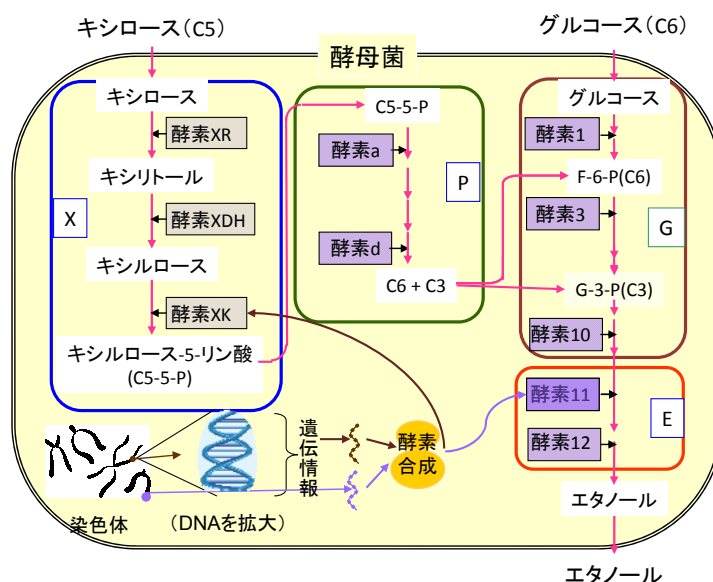 キシロース(C5)
グルコース(C6)
酵母菌
キシロース
酵素XR
キシリトール
X
酵素XDH
キシルロース
酵素XK
キシルロース-5-リン酸
(C5-5-P)
C5-5-P
酵素a
P
酵素d
C6 + C3
グルコース
酵素1
F-6-P(C6)
酵素3
G
G-3-P(C3)
酵素10
酵素11
E
酵素12
エタノール
エタノール
染色体
(DNAを拡大)
遺伝情報
酵素
合成